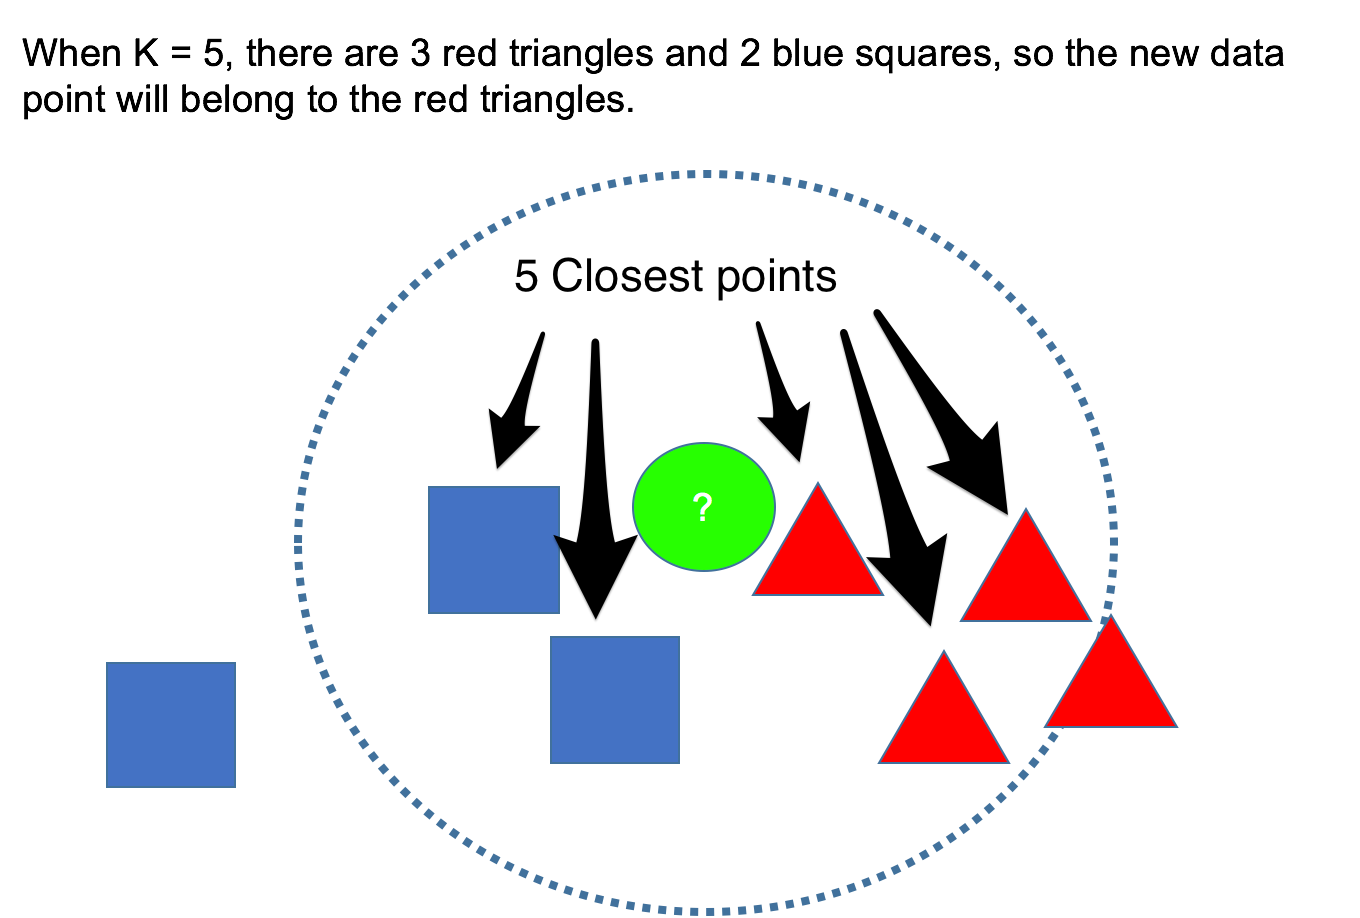 When K = 5, there are 3 red triangles and 2 blue squares, so the new data
point will belong to the red triangles.
5 Closest points
?